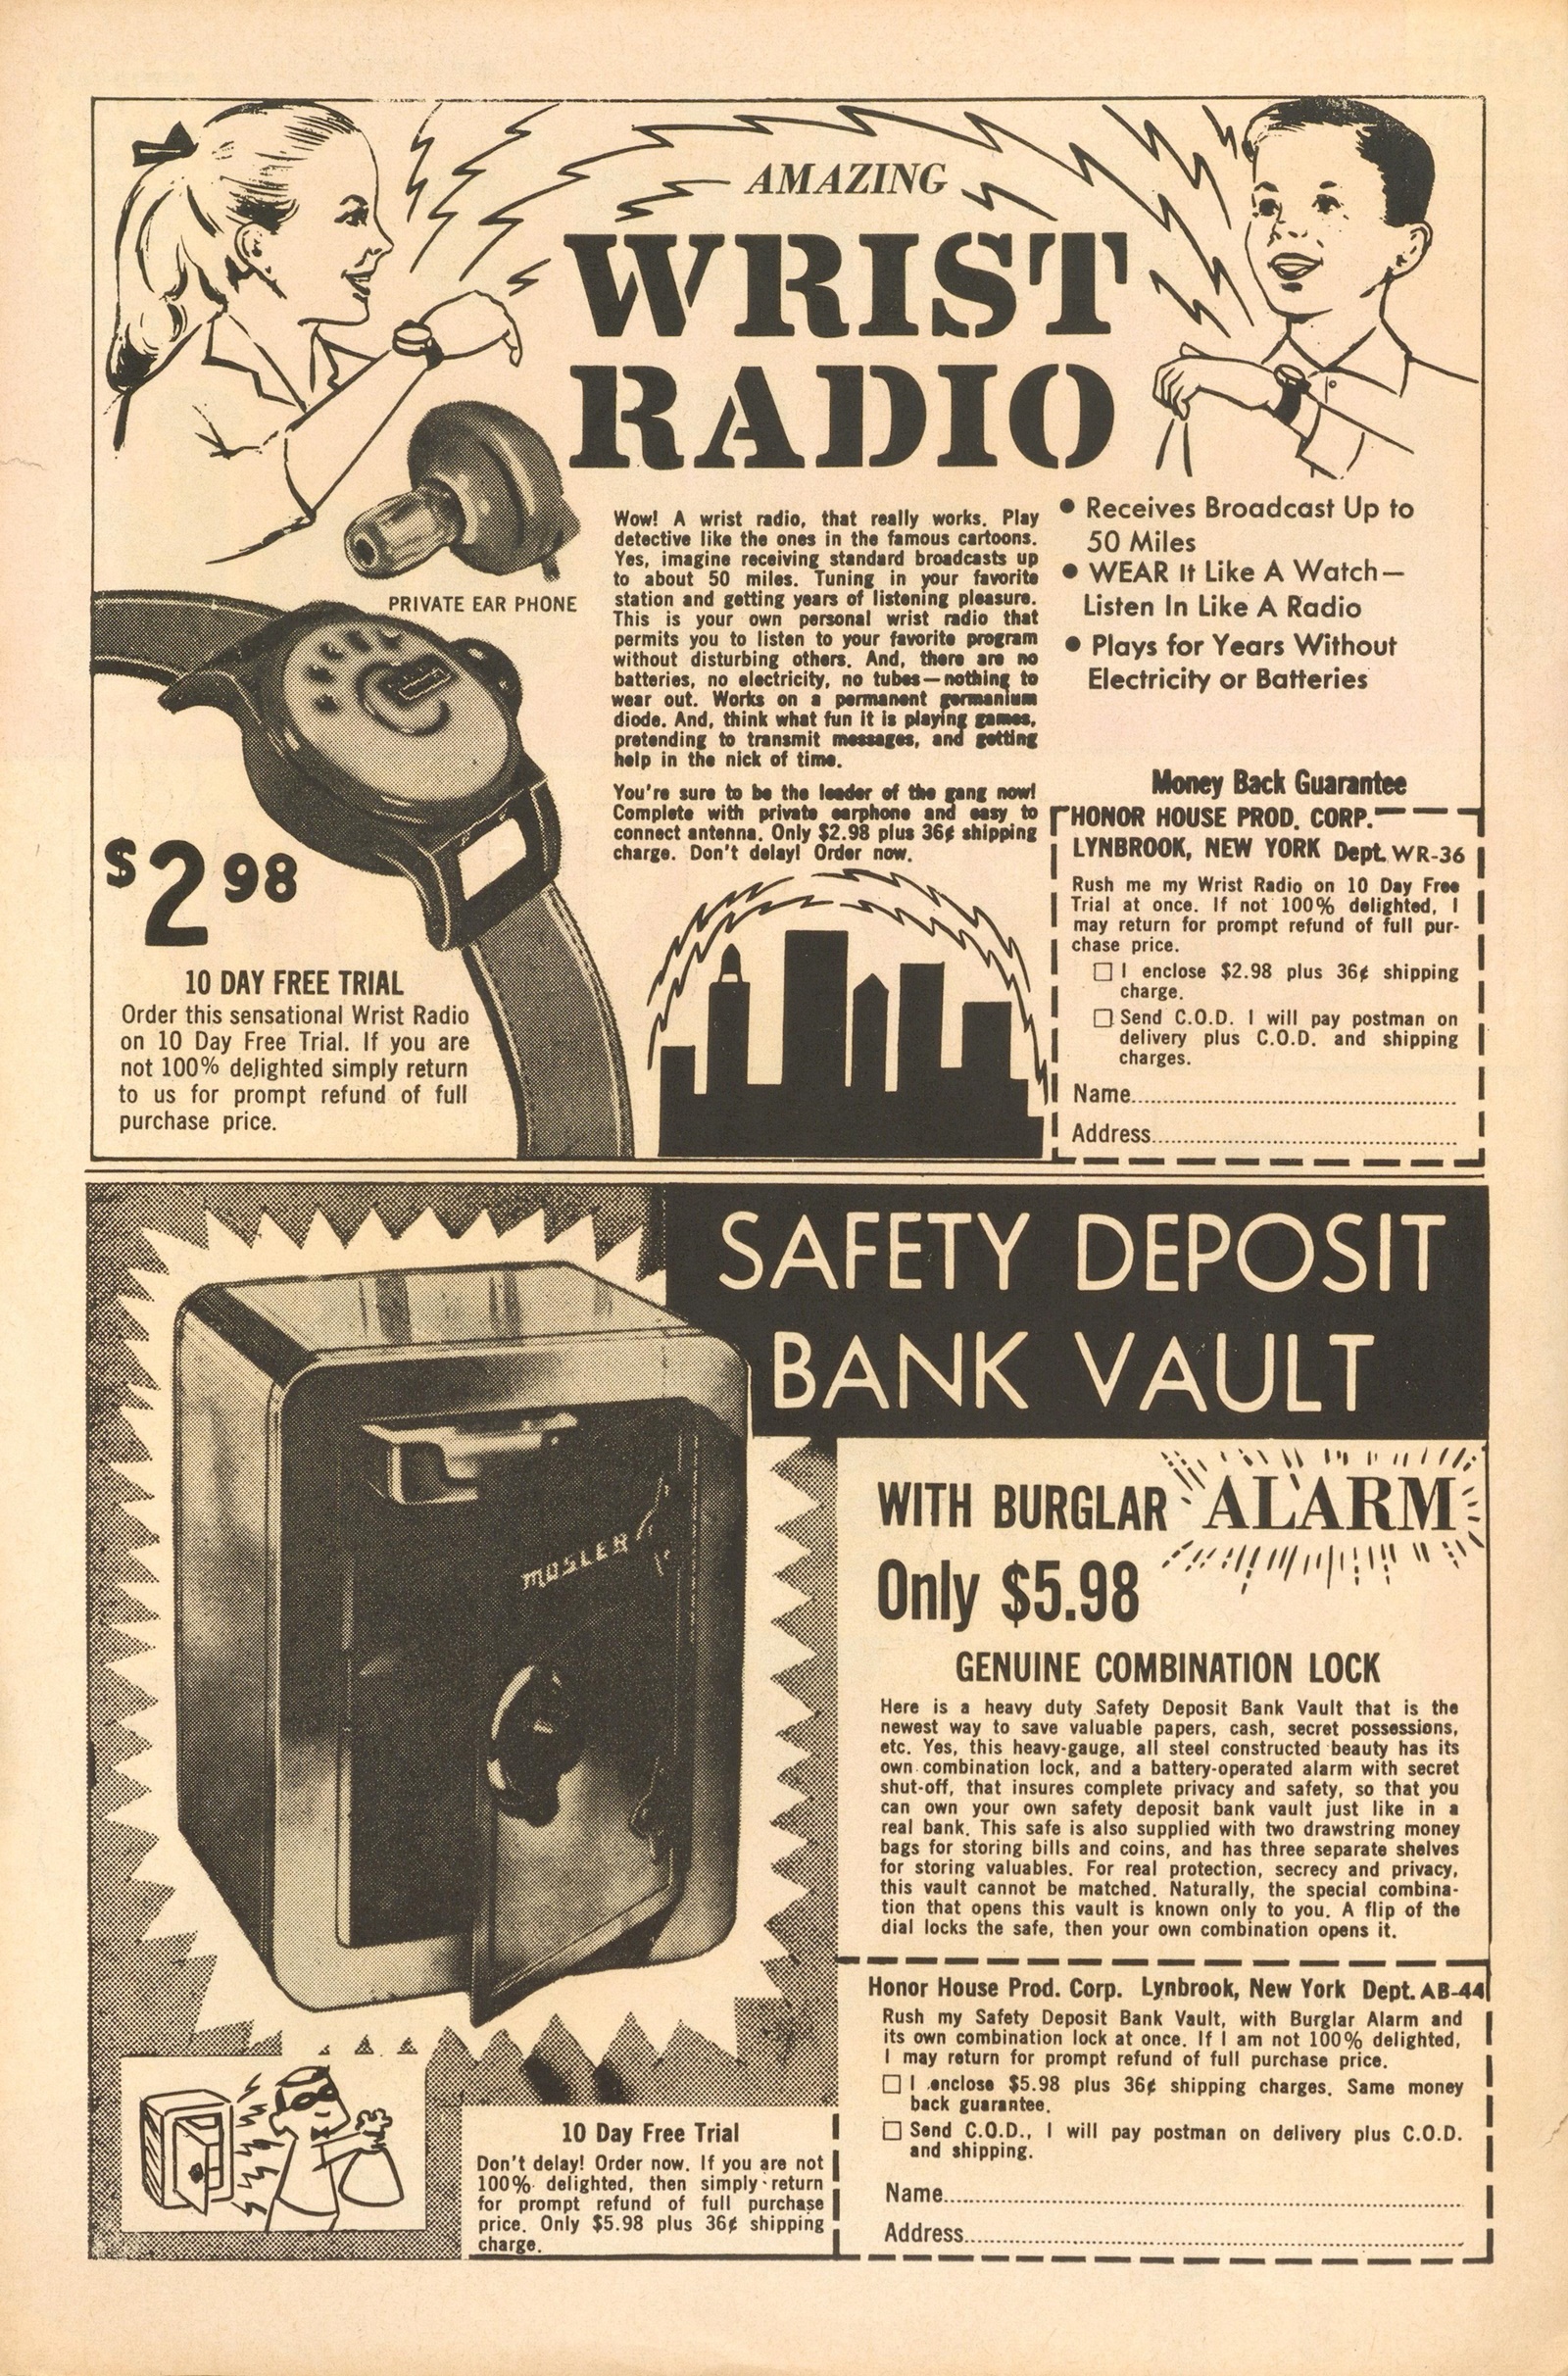 AMAZING
WRIST
RADIO
PRIVATE EAR PHONE
Wow! A wrist radio, that really works. Play
detective like the ones in the famous cartoons.
Yes, imagine receiving standard broadcasts up
to about 50 miles. Tuning in your favorite
station and getting years of listening pleasure.
This is your own personal wrist radio that
permits you to listen to your favorite program
without disturbing others. And, there are no
batteries, no electricity, no tubes—nothing to
wear out. Works on a permanent germanium
diode. And, think what fun it is playing games,
pretending to transmit messages, and getting
help in the nick of time.
You're sure to be the leader of the gang now!
Complete with private earphone and easy to
connect antenna. Only $2.98 plus 36¢ shipping
charge. Don't delay! Order now.
● Receives Broadcast Up to
50 Miles
● WEAR It Like A Watch—
Listen In Like A Radio
● Plays for Years Without
Electricity or Batteries
$2 98
10 DAY FREE TRIAL
Order this sensational Wrist Radio
on 10 Day Free Trial. If you are
not 100% delighted simply return
to us for prompt refund of full
purchase price.
Money Back Guarantee
HONOR HOUSE PROD. CORP.
LYNBROOK, NEW YORK Dept. WR-36
Rush me my Wrist Radio on 10 Day Free
Trial at once. If not 100% delighted, I
may return for prompt refund of full pur-
chase price.
☐ I enclose $2.98 plus 36¢ shipping
charge.
☐ Send C.O.D. I will pay postman on
delivery plus C.O.D. and shipping
charges.
Name
Address
SAFETY DEPOSIT
BANK VAULT
MOSLER
WITH BURGLAR ALARM
Only $5.98
GENUINE COMBINATION LOCK
Here is a heavy duty Safety Deposit Bank Vault that is the
newest way to save valuable papers, cash, secret possessions,
etc. Yes, this heavy-gauge, all steel constructed beauty has its
own combination lock, and a battery-operated alarm with secret
shut-off, that insures complete privacy and safety, so that you
can own your own safety deposit bank vault just like in a
real bank. This safe is also supplied with two drawstring money
bags for storing bills and coins, and has three separate shelves
for storing valuables. For real protection, secrecy and privacy,
this vault cannot be matched. Naturally, the special combina-
tion that opens this vault is known only to you. A flip of the
dial locks the safe, then your own combination opens it.
10 Day Free Trial
Don't delay! Order now. If you are not
100% delighted, then simply return
for prompt refund of full purchase
price. Only $5.98 plus 36¢ shipping
charge.
Honor House Prod. Corp. Lynbrook, New York Dept. AB-44
Rush my Safety Deposit Bank Vault, with Burglar Alarm and
its own combination lock at once. If I am not 100% delighted,
I may return for prompt refund of full purchase price.
☐ I enclose $5.98 plus 36¢ shipping charges. Same money
back guarantee.
☐ Send C.O.D., I will pay postman on delivery plus C.O.D.
and shipping.
Name
Address